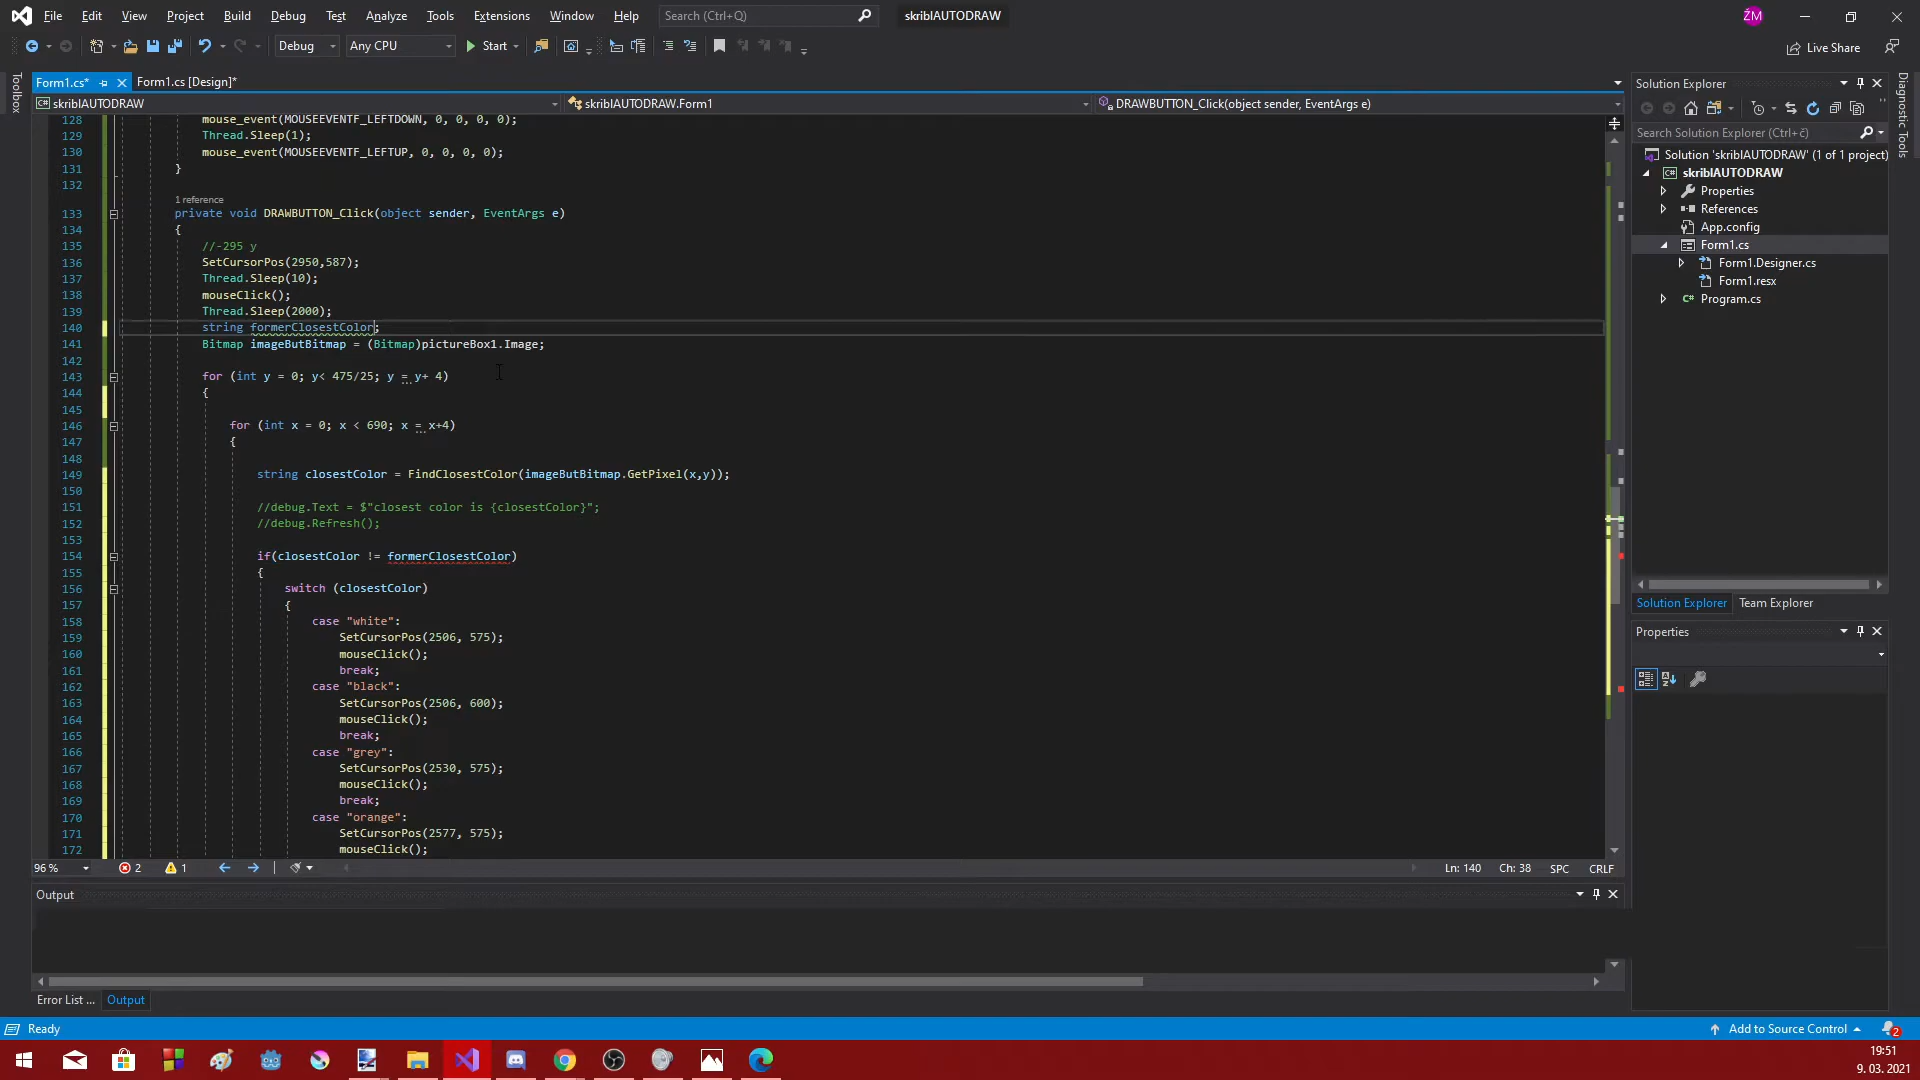 File Edit View Project Build Debug Test Analyze Tools Extensions Window Help Search (Ctrl+Q) skriblAUTODRAW ŽM
Debug Any CPU Start Live Share
Toolbox
Form1.cs* Form1.cs [Design]*
skriblAUTODRAW skriblAUTODRAW.Form1 DRAWBUTTON_Click(object sender, EventArgs e)
128 mouse_event(MOUSEEVENTF_LEFTDOWN, 0, 0, 0, 0);
129 Thread.Sleep(1);
130 mouse_event(MOUSEEVENTF_LEFTUP, 0, 0, 0, 0);
131 }
132
1 reference
133 private void DRAWBUTTON_Click(object sender, EventArgs e)
134 {
135 //-295 y
136 SetCursorPos(2950,587);
137 Thread.Sleep(10);
138 mouseClick();
139 Thread.Sleep(2000);
140 string formerClosestColor;
141 Bitmap imageButBitmap = (Bitmap)pictureBox1.Image;
142
143 for (int y = 0; y< 475/25; y = y+ 4)
144 {
145
146 for (int x = 0; x < 690; x = x+4)
147 {
148
149 string closestColor = FindClosestColor(imageButBitmap.GetPixel(x,y));
150
151 //debug.Text = $"closest color is {closestColor}";
152 //debug.Refresh();
153
154 if(closestColor != formerClosestColor)
155 {
156 switch (closestColor)
157 {
158 case "white":
159 SetCursorPos(2506, 575);
160 mouseClick();
161 break;
162 case "black":
163 SetCursorPos(2506, 600);
164 mouseClick();
165 break;
166 case "grey":
167 SetCursorPos(2530, 575);
168 mouseClick();
169 break;
170 case "orange":
171 SetCursorPos(2577, 575);
172 mouseClick();
96 % 2 1 Ln: 140 Ch: 38 SPC CRLF
Output
Error List ... Output
Solution Explorer
Search Solution Explorer (Ctrl+č)
Solution 'skriblAUTODRAW' (1 of 1 project)
skriblAUTODRAW
Properties
References
App.config
Form1.cs
Form1.Designer.cs
Form1.resx
Program.cs
Solution Explorer Team Explorer
Properties
Diagnostic Tools
Ready Add to Source Control 2
19:51
9. 03. 2021